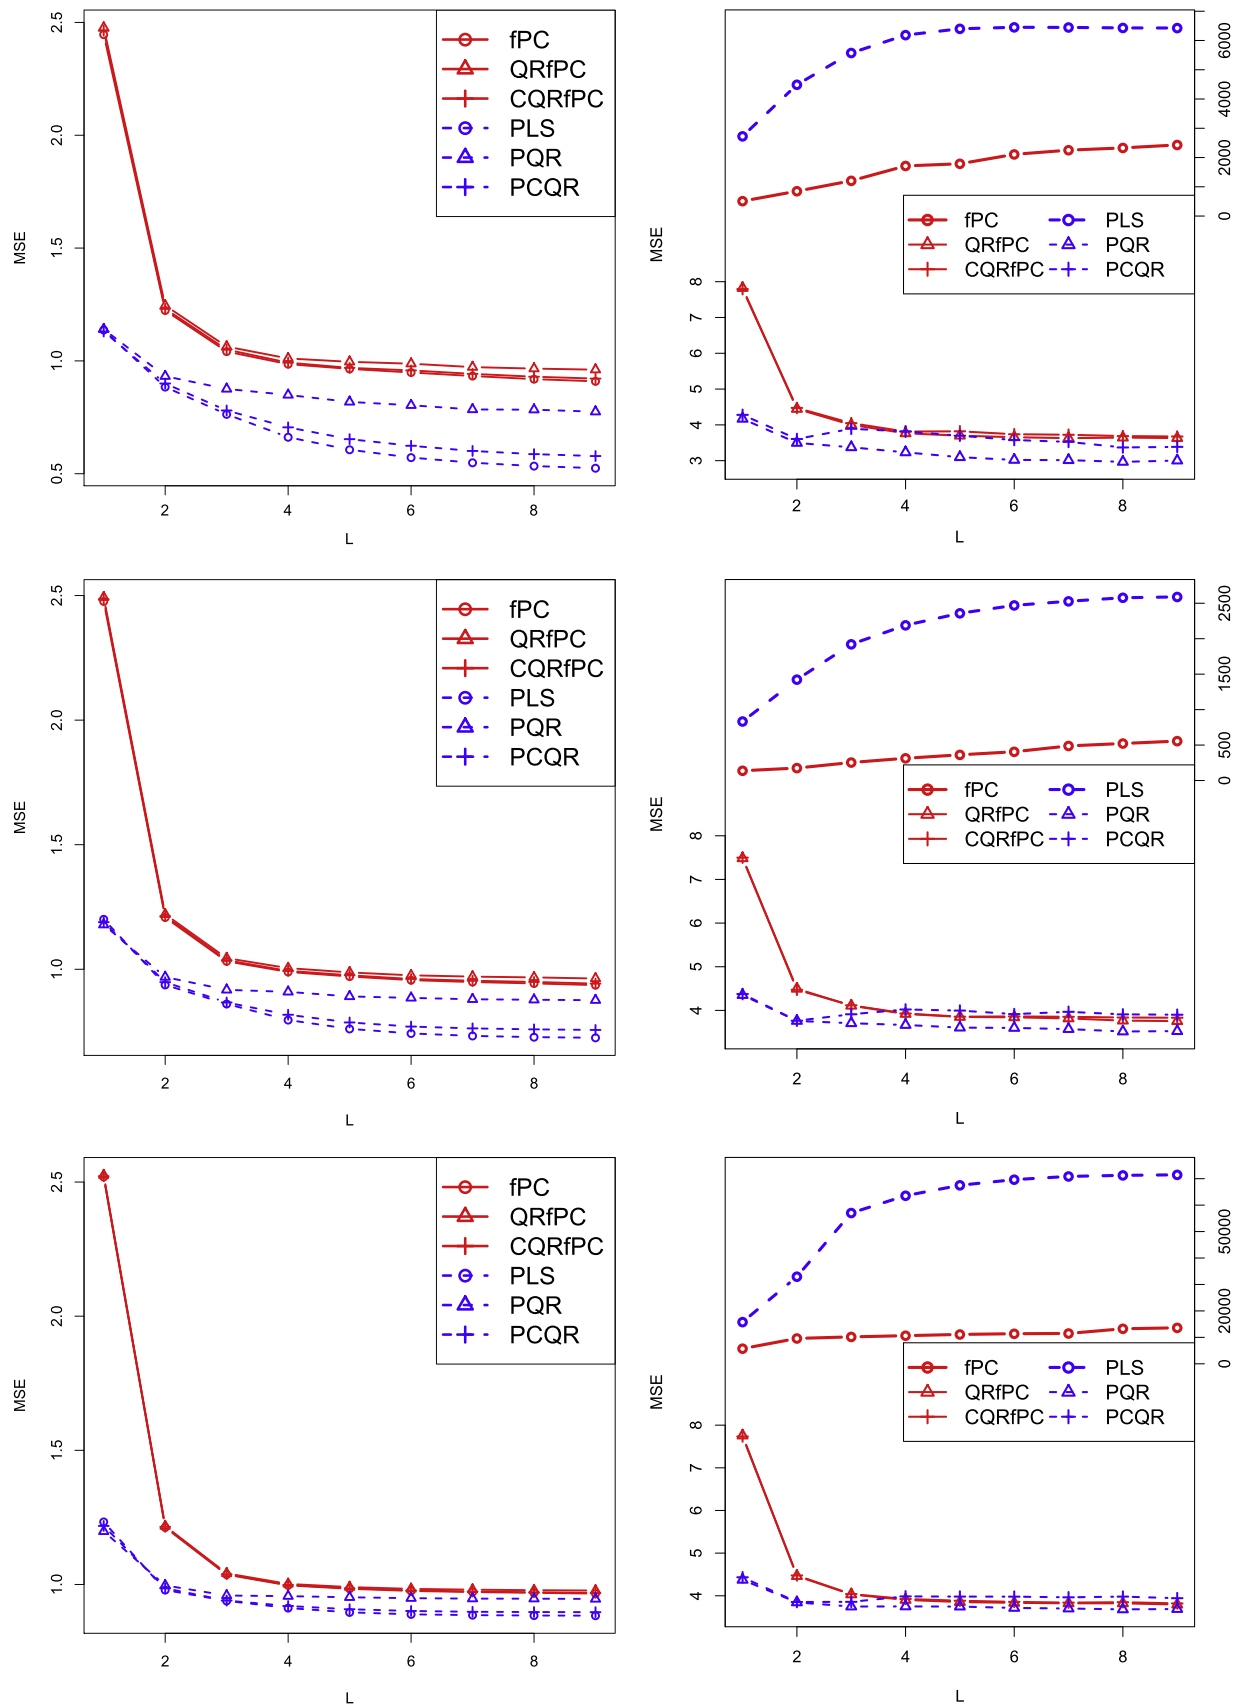 2.5
2.0
1.5
1.0
0.5
MSE
2
4
6
8
L
fPC
QRfPC
CQRfPC
PLS
PQR
PCQR
6000
4000
2000
0
8
7
6
5
4
3
MSE
2
4
6
8
L
fPC
QRfPC
CQRfPC
PLS
PQR
PCQR
2.5
2.0
1.5
1.0
MSE
2
4
6
8
L
fPC
QRfPC
CQRfPC
PLS
PQR
PCQR
2500
1500
500
0
8
7
6
5
4
MSE
2
4
6
8
L
fPC
QRfPC
CQRfPC
PLS
PQR
PCQR
2.5
2.0
1.5
1.0
MSE
2
4
6
8
L
fPC
QRfPC
CQRfPC
PLS
PQR
PCQR
50000
20000
0
8
7
6
5
4
MSE
2
4
6
8
L
fPC
QRfPC
CQRfPC
PLS
PQR
PCQR